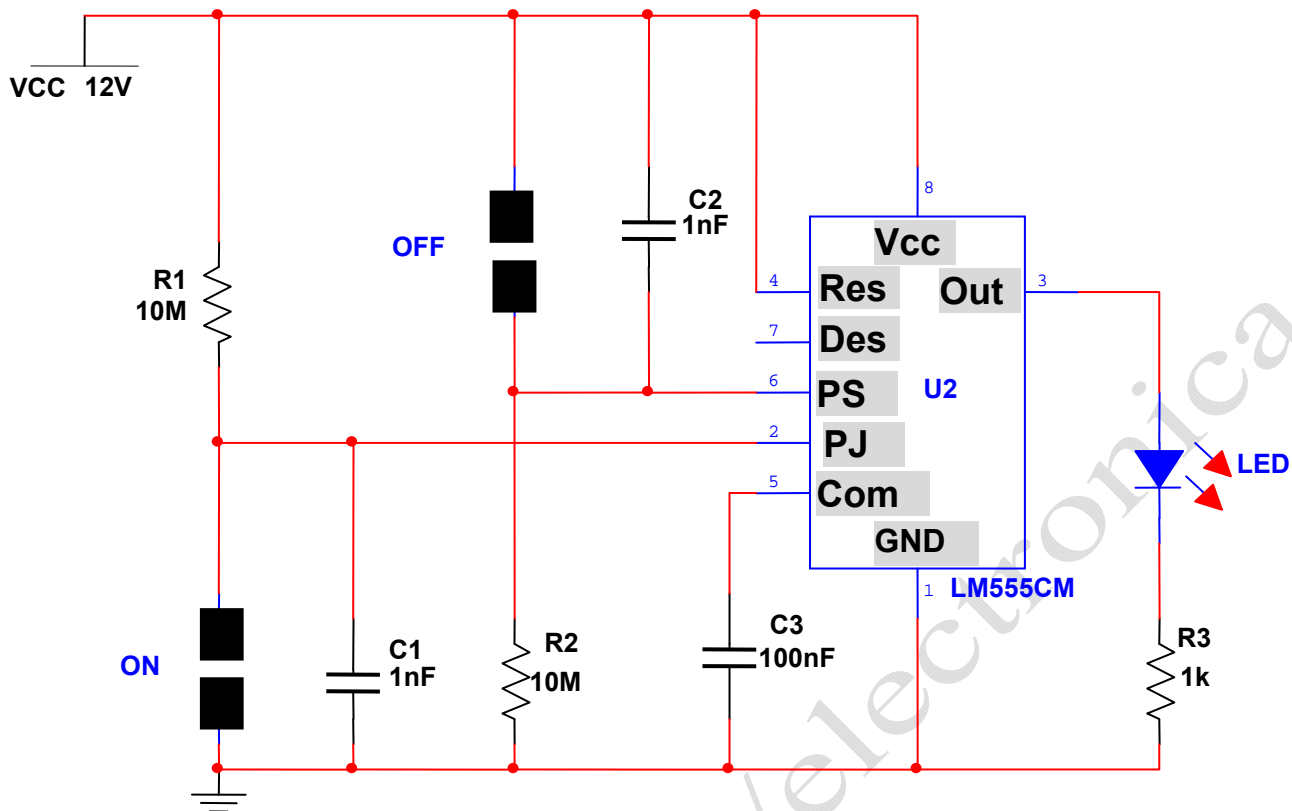 VCC 12V
8
C2
1nF
Vcc
OFF
R1
10M
4
Res
Out
3
7
Des
6
PS
U2
2
PJ
LED
5
Com
GND
1
LM555CM
C3
100nF
R3
1k
ON
C1
1nF
R2
10M
/electronica